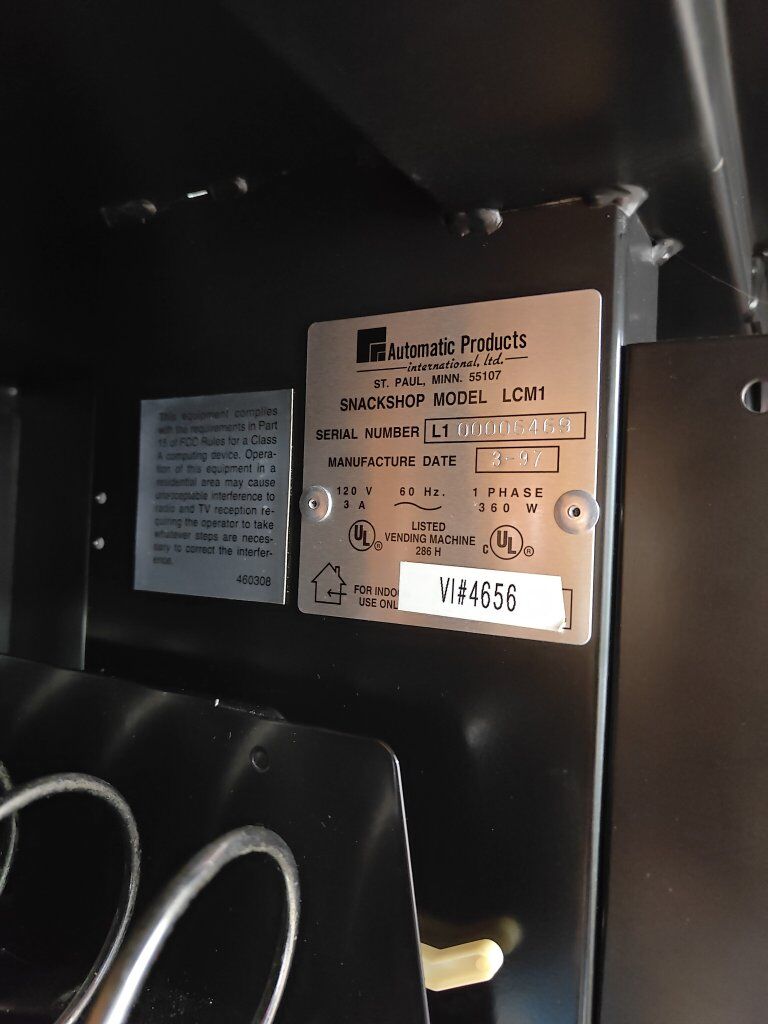 This equipment complies
with the requirements in Part
15 of FCC Rules for a Class
A computing device. Opera-
tion of this equipment in a
residential area may cause
unacceptable interference to
radio and TV reception re-
quiring the operator to take
whatever steps are neces-
sary to correct the interfer-
ence.
460308
Automatic Products
international, ltd.
ST. PAUL, MINN. 55107
SNACKSHOP MODEL LCM1
SERIAL NUMBER L1 00006469
MANUFACTURE DATE 3-97
120 V 60 Hz. 1 PHASE
3 A 360 W
UL® LISTED VENDING MACHINE 286 H c UL®
FOR INDO
USE ONL
VI#4656